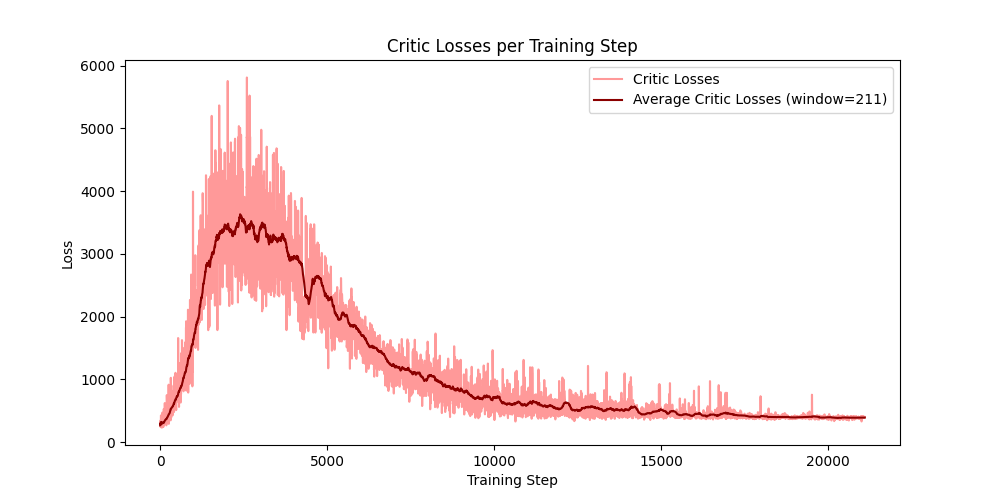 Critic Losses per Training Step
Critic Losses
Average Critic Losses (window=211)
6000
5000
4000
3000
2000
1000
0
Loss
0 5000 10000 15000 20000
Training Step